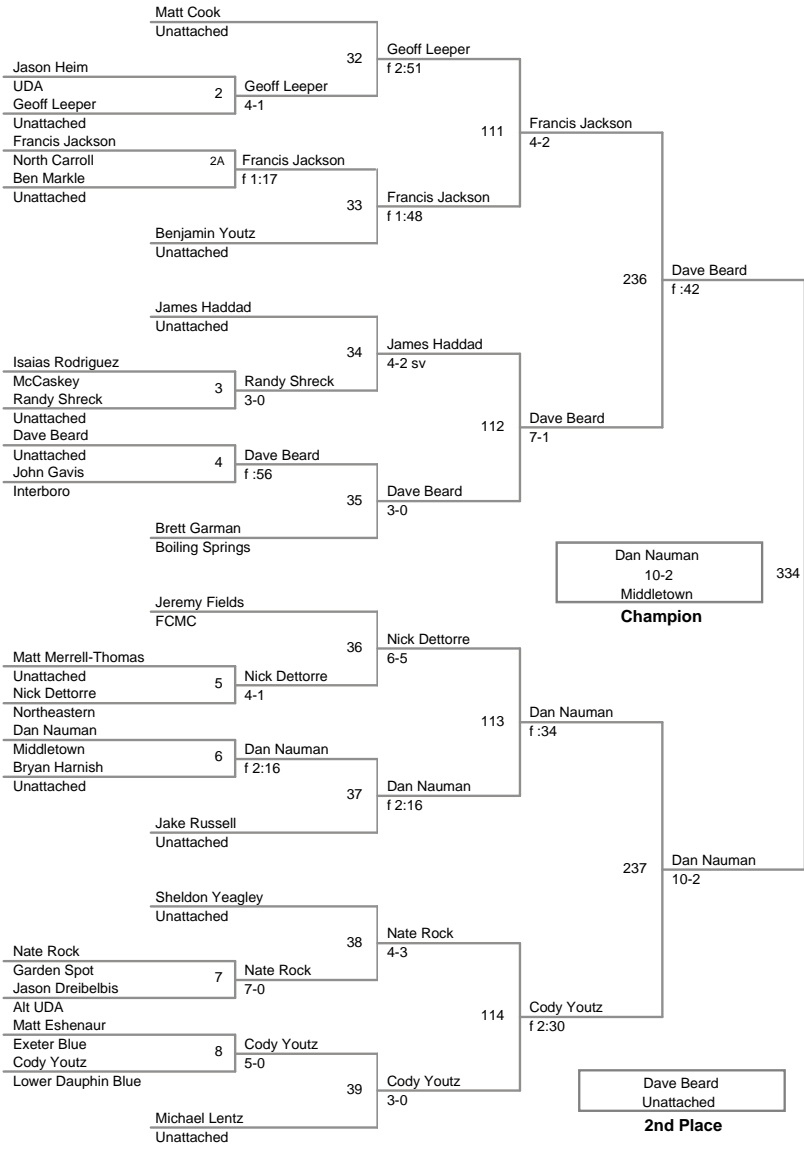 Matt Cook
Unattached
32
Geoff Leeper
f 2:51
Jason Heim
UDA
2
Geoff Leeper
Geoff Leeper
4-1
Unattached
111
Francis Jackson
4-2
Francis Jackson
North Carroll
2A
Francis Jackson
Ben Markle
f 1:17
Unattached
33
Francis Jackson
f 1:48
Benjamin Youtz
Unattached
236
Dave Beard
f :42
James Haddad
Unattached
34
James Haddad
4-2 sv
Isaias Rodriguez
McCaskey
3
Randy Shreck
Randy Shreck
3-0
Unattached
112
Dave Beard
7-1
Dave Beard
Unattached
4
Dave Beard
John Gavis
f :56
Interboro
35
Dave Beard
3-0
Brett Garman
Boiling Springs
Dan Nauman
10-2
Middletown
334
Champion
Jeremy Fields
FCMC
36
Nick Dettorre
6-5
Matt Merrell-Thomas
Unattached
5
Nick Dettorre
Nick Dettorre
4-1
Northeastern
113
Dan Nauman
f :34
Dan Nauman
Middletown
6
Dan Nauman
Bryan Harnish
f 2:16
Unattached
37
Dan Nauman
f 2:16
Jake Russell
Unattached
237
Dan Nauman
10-2
Sheldon Yeagley
Unattached
38
Nate Rock
4-3
Nate Rock
Garden Spot
7
Nate Rock
Jason Dreibelbis
7-0
Alt UDA
114
Cody Youtz
f 2:30
Matt Eshenaur
Exeter Blue
8
Cody Youtz
Cody Youtz
5-0
Lower Dauphin Blue
39
Cody Youtz
3-0
Michael Lentz
Unattached
Dave Beard
Unattached
2nd Place